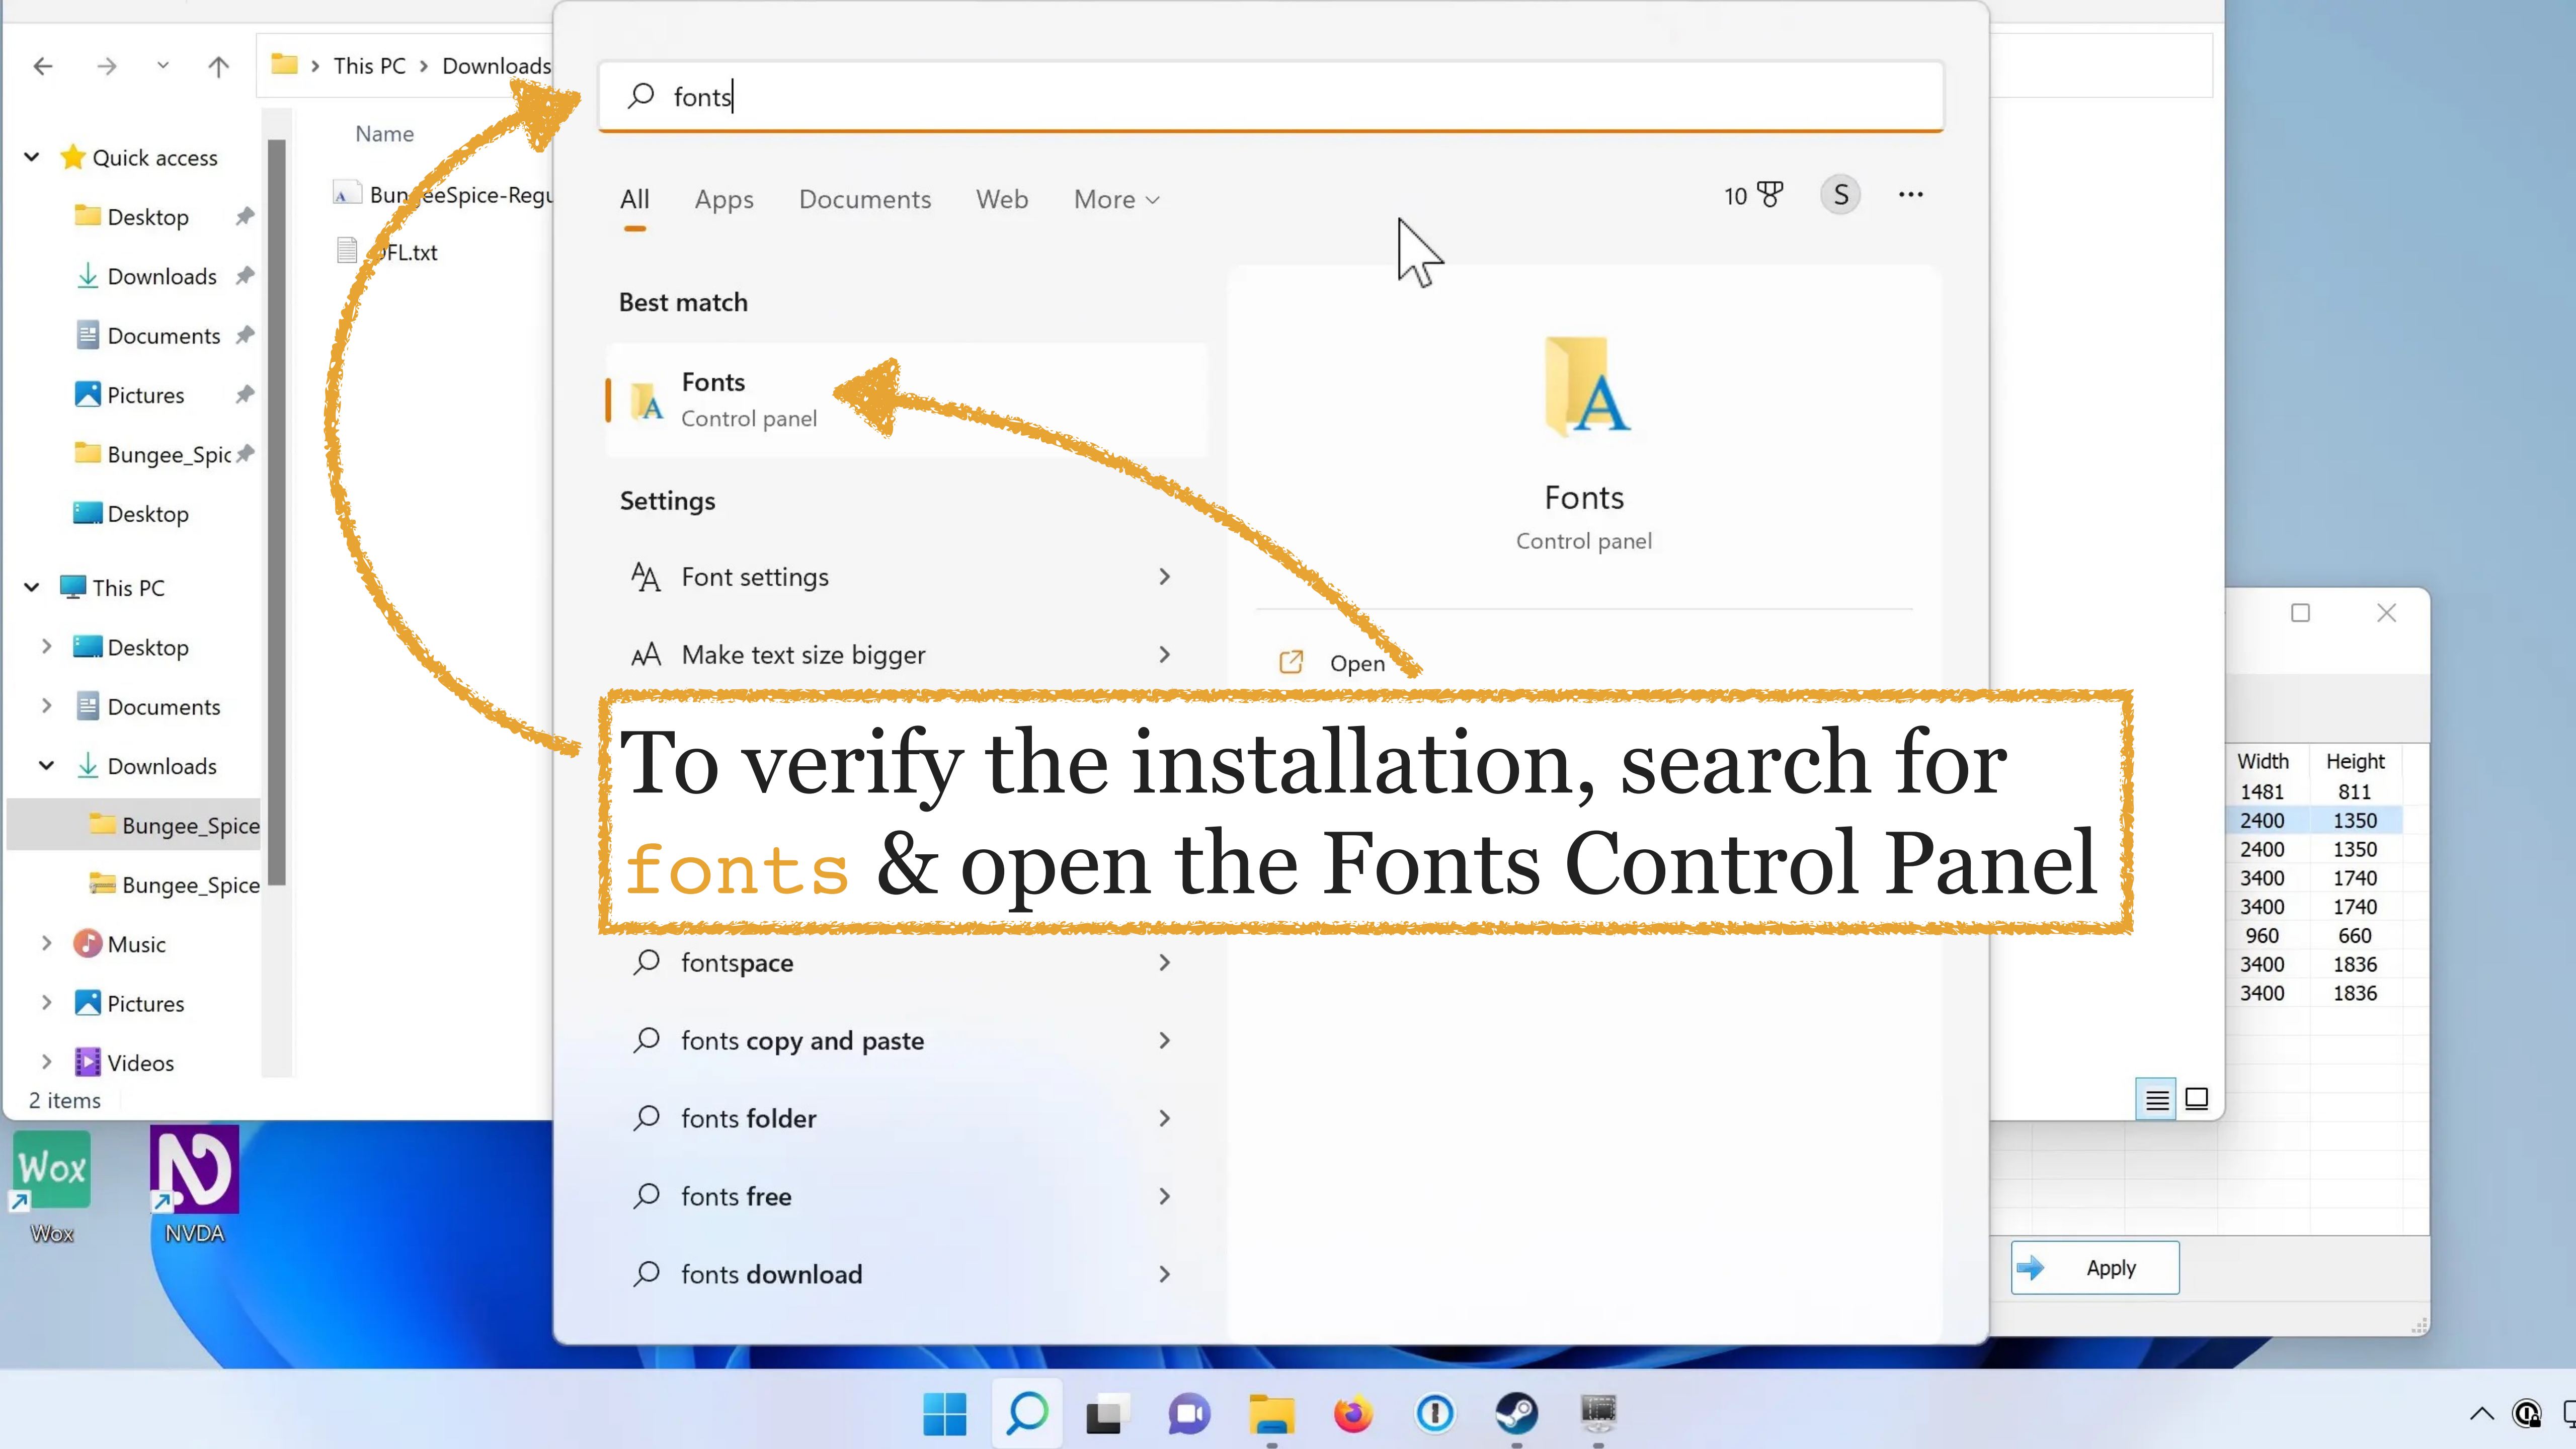 This PC > Downloads
Name
Quick access
Desktop
Downloads
Documents
Pictures
Bungee_Spic
Desktop
This PC
Desktop
Documents
Downloads
Bungee_Spice
Bungee_Spice
Music
Pictures
Videos
2 items
BungeeSpice-Regu
OFL.txt
fonts
All Apps Documents Web More
10 S ...
Best match
Fonts
Control panel
Settings
Font settings
Make text size bigger
Fonts
Control panel
Open
To verify the installation, search for
fonts & open the Fonts Control Panel
fontspace
fonts copy and paste
fonts folder
fonts free
fonts download
Width Height
1481 811
2400 1350
2400 1350
3400 1740
3400 1740
960 660
3400 1836
3400 1836
Apply
Wox
Wox
NVDA